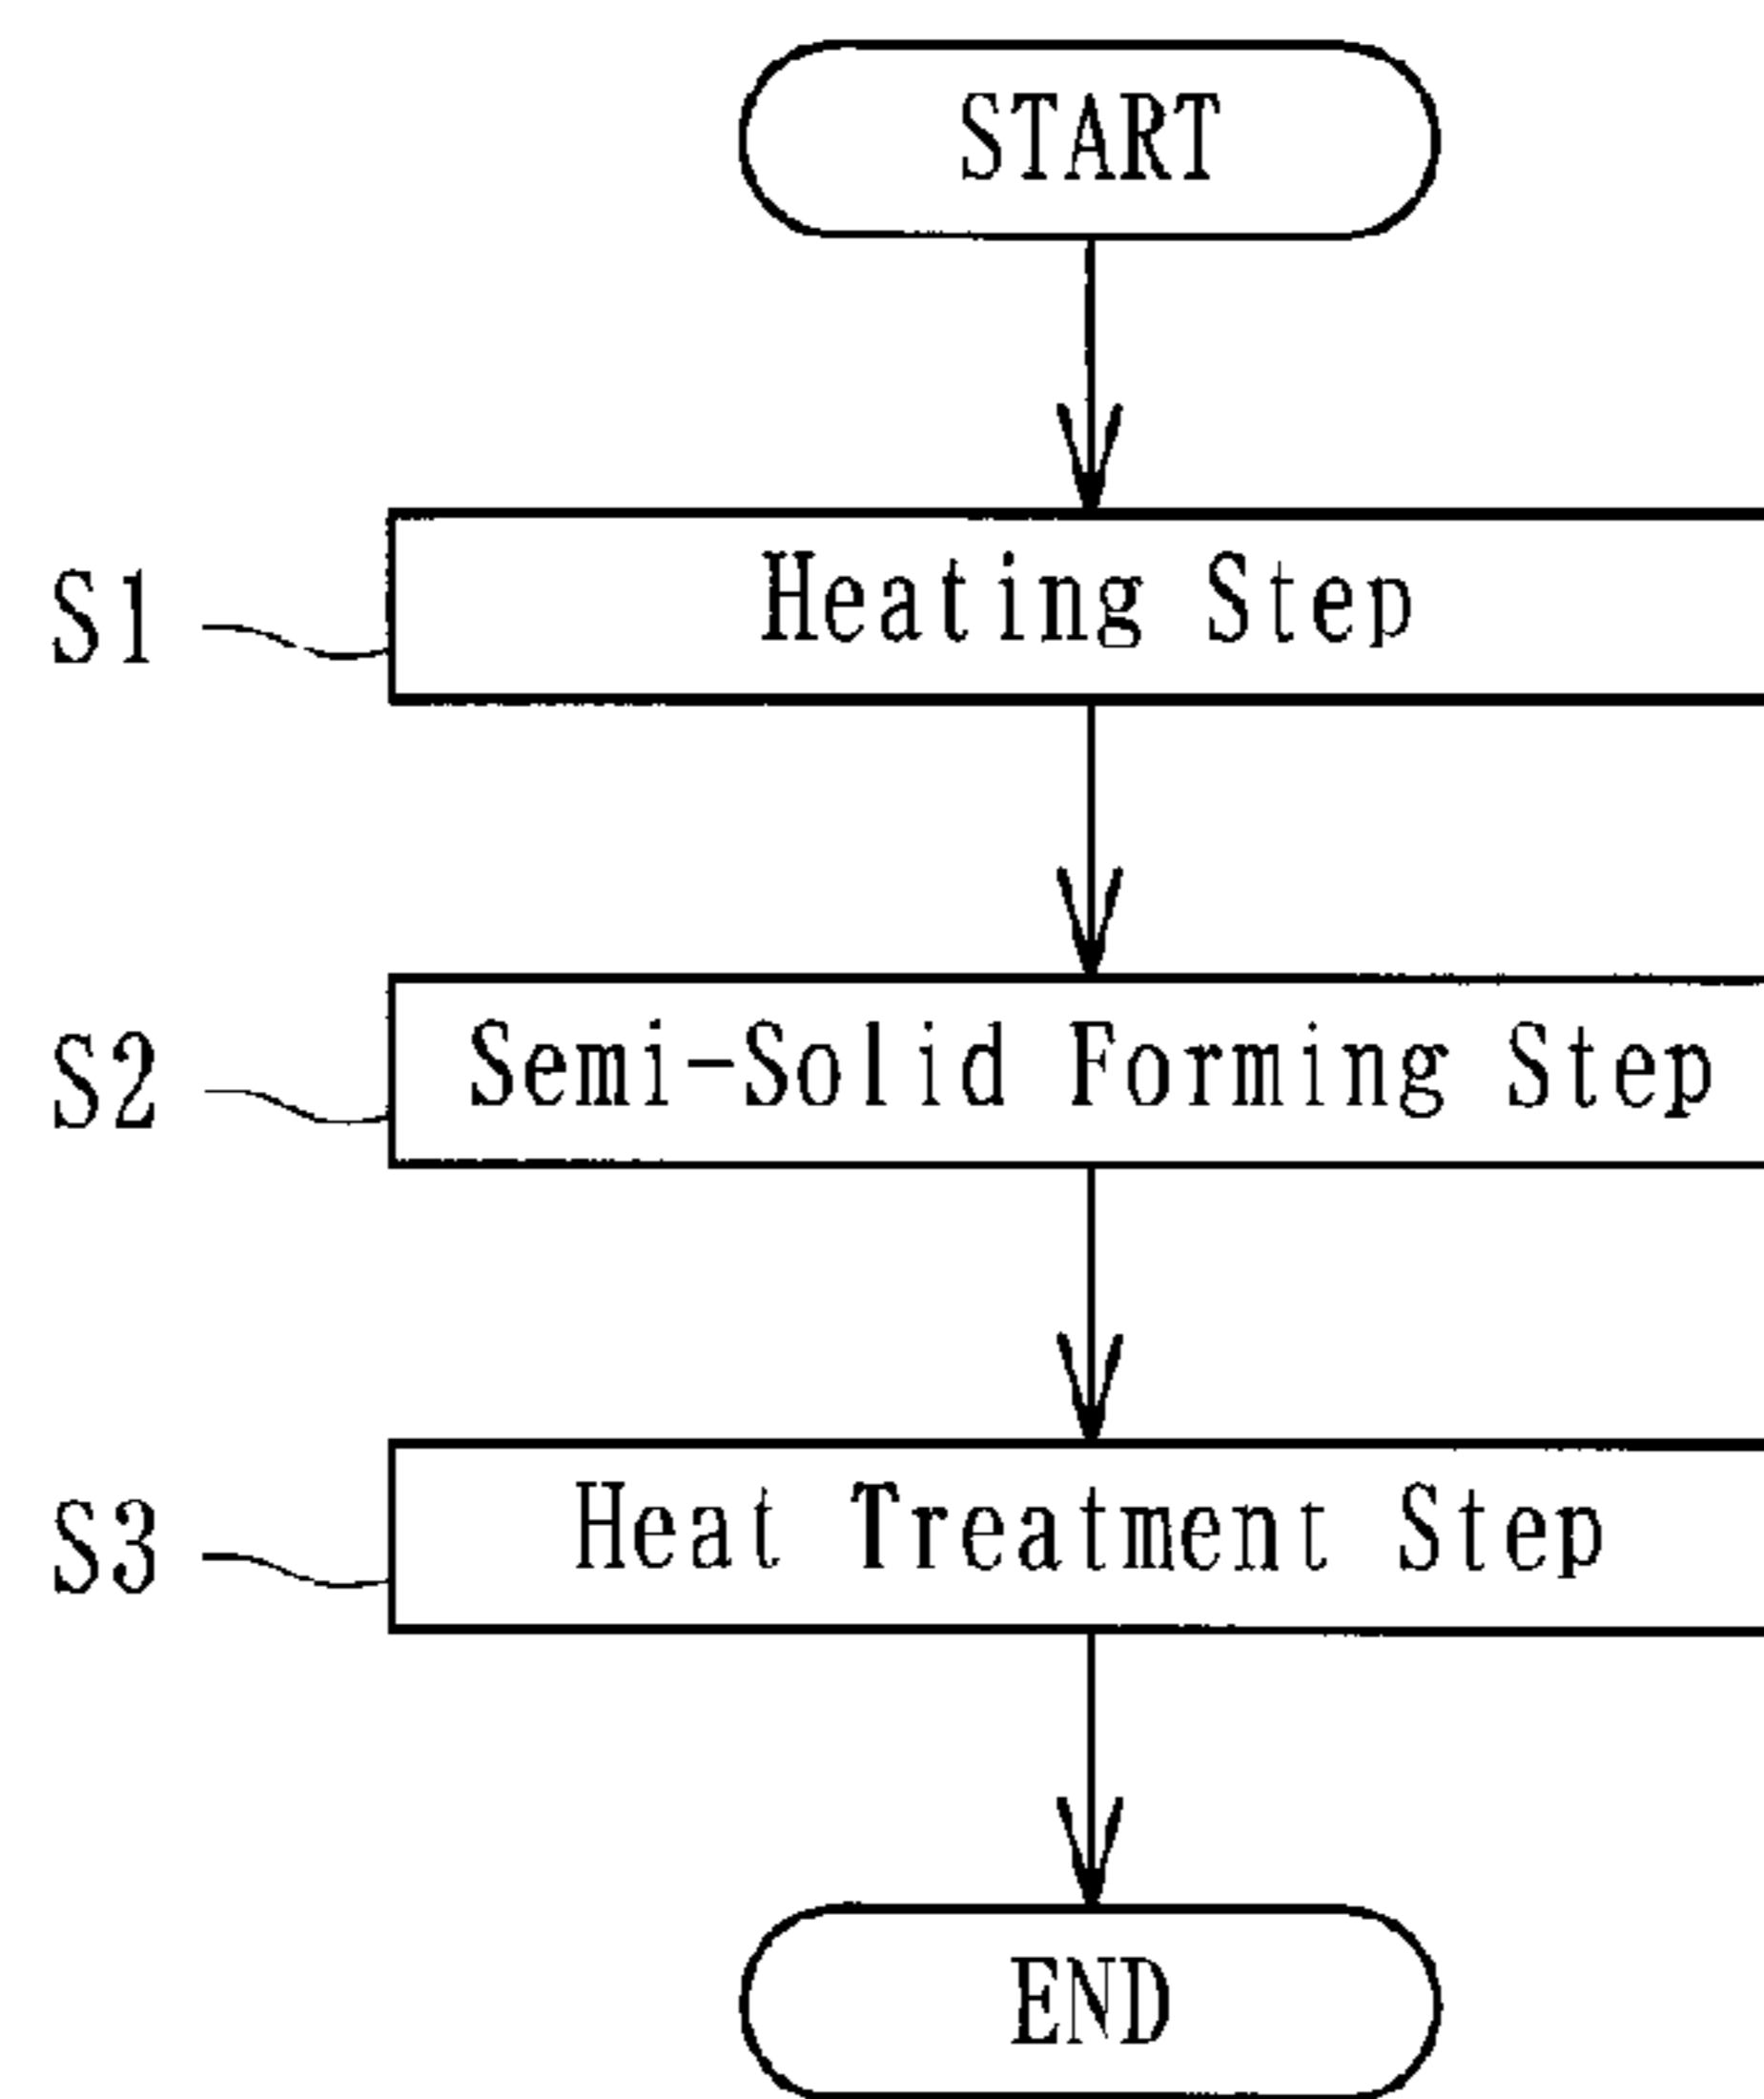 START
S1 Heating Step
S2 Semi-Solid Forming Step
S3 Heat Treatment Step
END